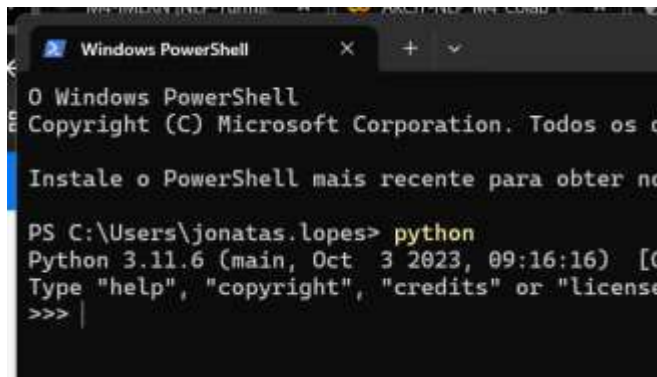 Windows PowerShell
O Windows PowerShell
Copyright (C) Microsoft Corporation. Todos os
Instale o PowerShell mais recente para obter
PS C:\Users\jonatas.lopes> python
Python 3.11.6 (main, Oct 3 2023, 09:16:16) [
Type "help", "copyright", "credits" or "license
>>>